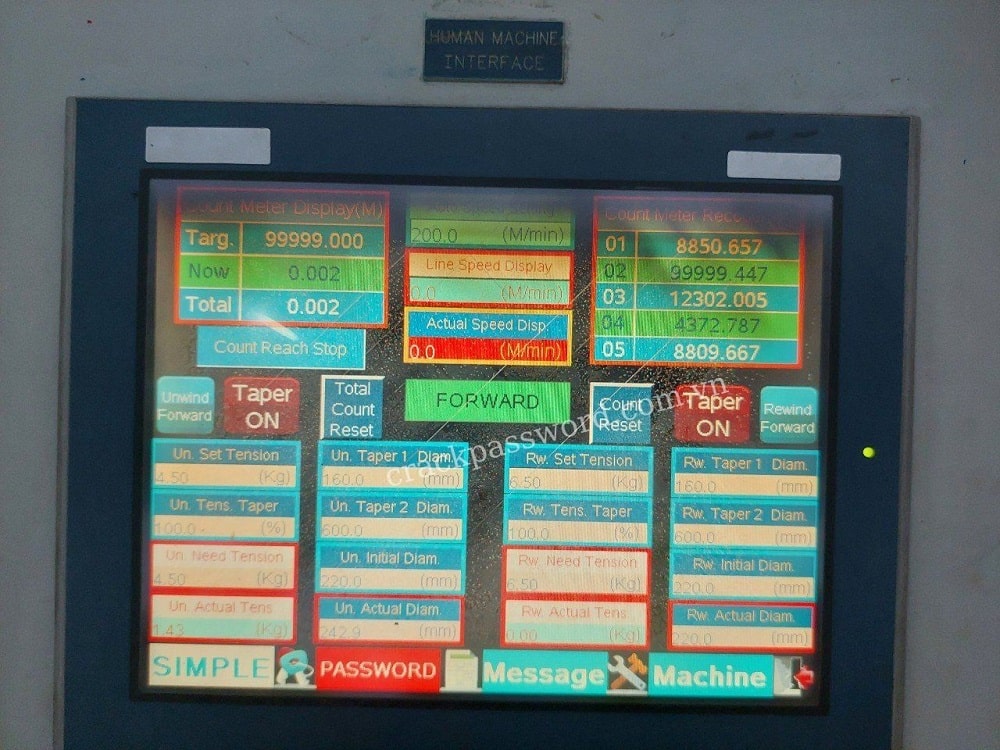 HUMAN MACHINE
INTERFACE
Count Meter Display(M)
Targ. 99999.000
Now 0.002
Total 0.002
Count Reach Stop
200.0 (M/min)
Line Speed Display
0.0 (M/min)
Actual Speed Disp.
0.0 (M/min)
Count Meter
01 8850.657
02 99999.447
03 12302.005
04 4372.787
05 8809.667
Unwind
Forward
Taper
ON
Total
Count
Reset
FORWARD
Count
Reset
Taper
ON
Rewind
Forward
Un. Set Tension
4.50 (Kg)
Un. Tens. Taper
100.0 (%)
Un. Need Tension
4.50 (Kg)
Un. Actual Tens
1.43 (Kg)
Un. Taper 1 Diam.
160.0 (mm)
Un. Taper 2 Diam.
600.0 (mm)
Un. Initial Diam.
220.0 (mm)
Un. Actual Diam.
242.9 (mm)
Rw. Set Tension
6.50 (Kg)
Rw. Tens. Taper
100.0 (%)
Rw. Need Tension
6.50 (Kg)
Rw. Actual Tens
0.00 (Kg)
Rw. Taper 1 Diam.
160.0 (mm)
Rw. Taper 2 Diam.
600.0 (mm)
Rw. Initial Diam.
220.0 (mm)
Rw. Actual Diam.
220.0 (mm)
SIMPLE PASSWORD Message Machine
crackpassword.com.vn